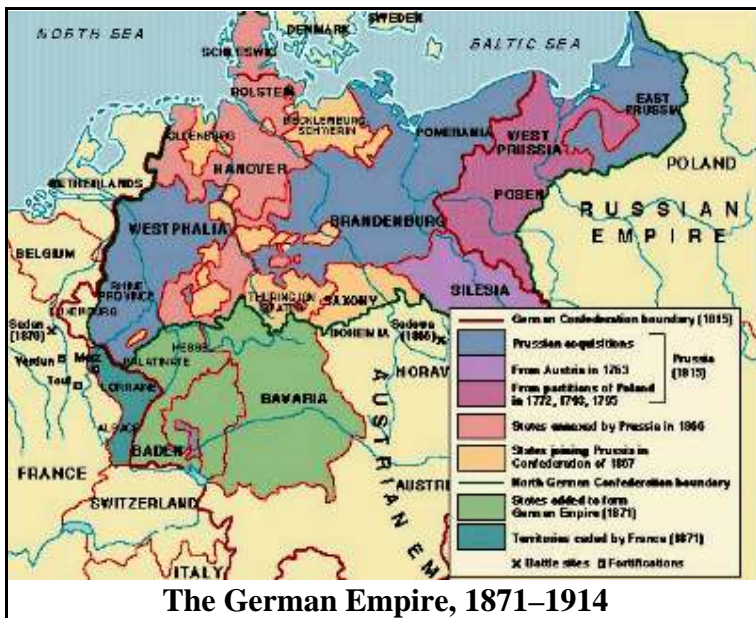 NORTH SEA
DENMARK
SWEDEN
BALTIC SEA
SCHLESWIG
HOLSTEIN
EAST
PRUSSIA
OLDENBURG
MECKLENBURG
SCHWERIN
POMERANIA
WEST
PRUSSIA
HANOVER
POLAND
NETHERLANDS
POSEN
RUSSIAN
EMPIRE
WESTPHALIA
BRANDENBURG
BELGIUM
RHINE
PROVINCE
THURINGIAN
STATES
SAXONY
SILESIA
LUXEMBOURG
Sedan
(1870)
BOHEMIA
Sadowa
(1866)
Verdun
Metz
HESSE
PALATINATE
MORAV
Toul
LORRAINE
BAVARIA
ALSACE
BADEN
FRANCE
AUSTRI
SWITZERLAND
AUSTRIAN EM
ITALY
German Confederation boundary (1815)
Prussian acquisitions
From Austria in 1763
From partitions of Poland
in 1772, 1793, 1795
Prussia
(1815)
States annexed by Prussia in 1866
States joining Prussia in
Confederation of 1867
North German Confederation boundary
States added to form
German Empire (1871)
Territories ceded by France (1871)
Battle sites
Fortifications
The German Empire, 1871–1914